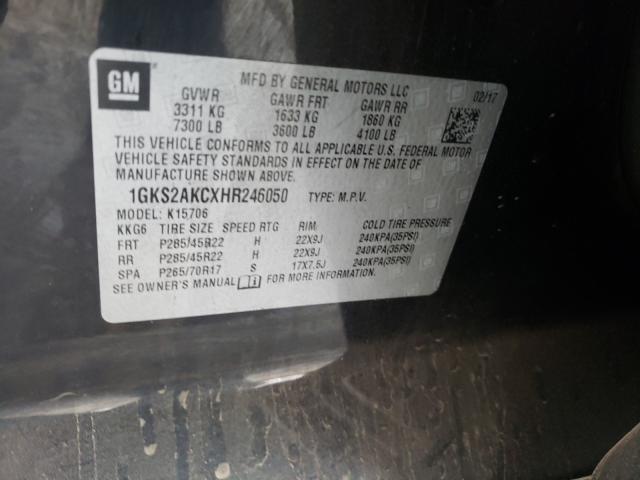 GM
MFD BY GENERAL MOTORS LLC
02/17
GVWR GAWR FRT GAWR RR
3311 KG 1633 KG 1860 KG
7300 LB 3600 LB 4100 LB
THIS VEHICLE CONFORMS TO ALL APPLICABLE U.S. FEDERAL MOTOR
VEHICLE SAFETY STANDARDS IN EFFECT ON THE DATE OF
MANUFACTURE SHOWN ABOVE.
1GKS2AKCXHR246050 TYPE: M.P.V.
MODEL: K15706
KKG6 TIRE SIZE SPEED RTG RIM COLD TIRE PRESSURE
FRT P285/45R22 H 22X9J 240KPA(35PSI)
RR P285/45R22 H 22X9J 240KPA(35PSI)
SPA P265/70R17 S 17X7.5J 240KPA(35PSI)
SEE OWNER'S MANUAL FOR MORE INFORMATION.